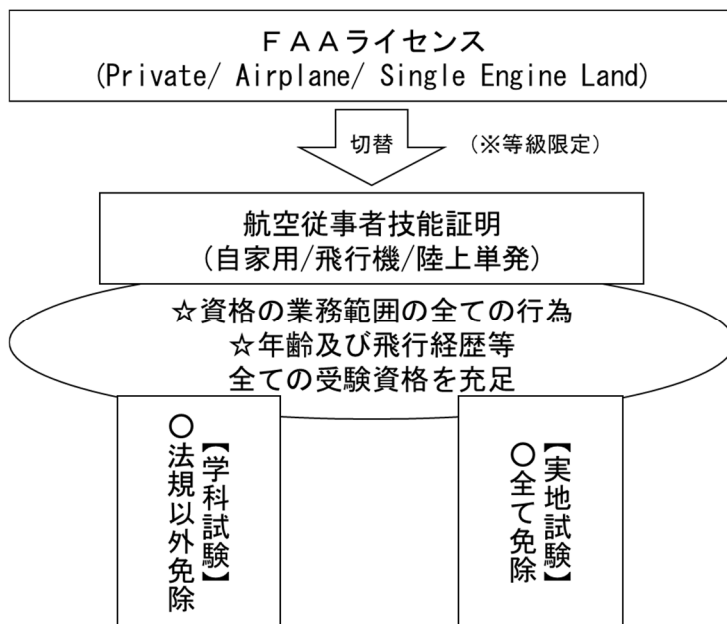 ＦＡＡライセンス
(Private/ Airplane/ Single Engine Land)
切替
（※等級限定）
航空従事者技能証明
(自家用/飛行機/陸上単発)
☆資格の業務範囲の全ての行為
☆年齢及び飛行経歴等
全ての受験資格を充足
【学科試験】
○法規以外免除
【実地試験】
○全て免除